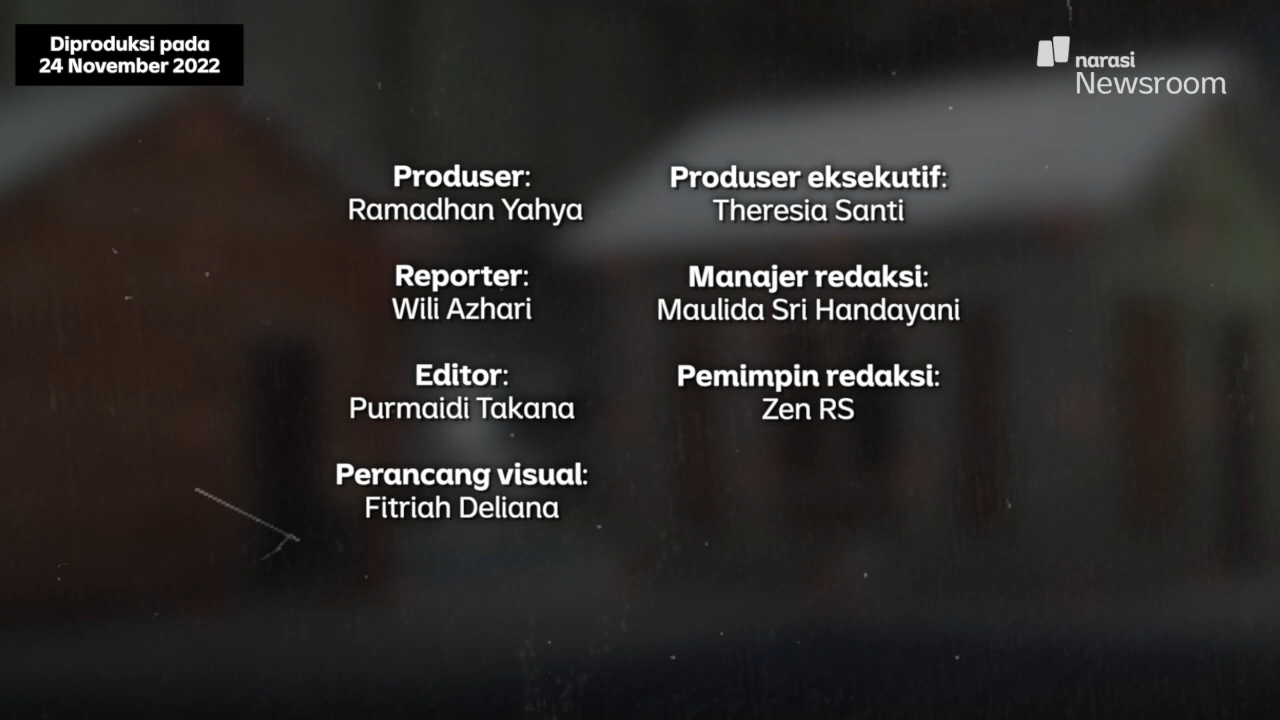 Diproduksi pada
24 November 2022
narasi
Newsroom
Produser:
Ramadhan Yahya
Reporter:
Wili Azhari
Editor:
Purmaidi Takana
Perancang visual:
Fitriah Deliana
Produser eksekutif:
Theresia Santi
Manajer redaksi:
Maulida Sri Handayani
Pemimpin redaksi:
Zen RS